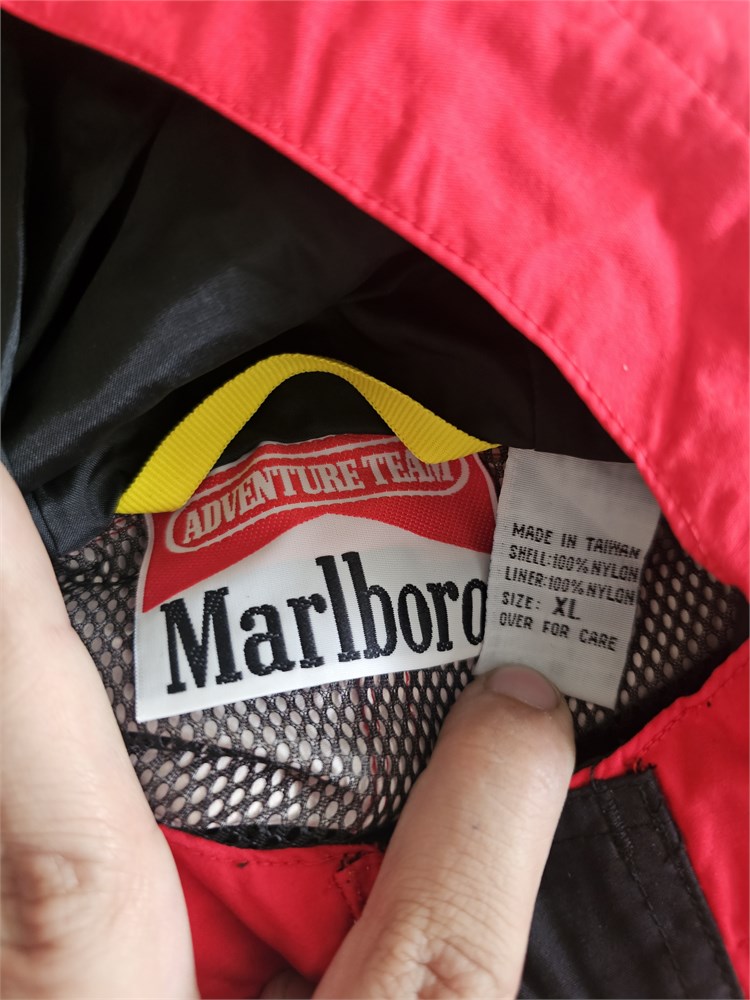 ADVENTURE TEAM
Marlboro
MADE IN TAIWAN
SHELL:100%NYLON
LINER:100%NYLON
SIZE: XL
OVER FOR CARE